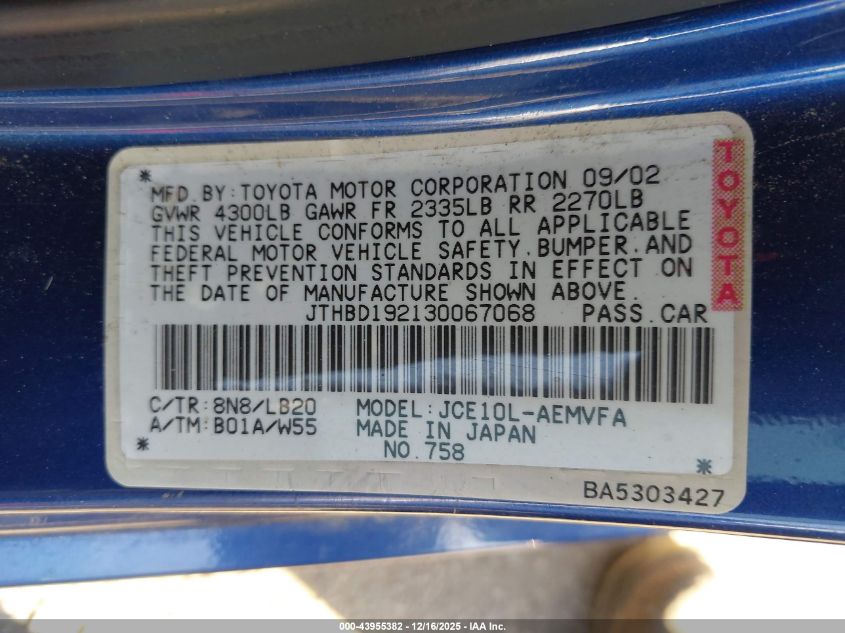 MFD.BY:TOYOTA MOTOR CORPORATION 09/02
GVWR 4300LB GAWR FR 2335LB RR 2270LB
THIS VEHICLE CONFORMS TO ALL APPLICABLE
FEDERAL MOTOR VEHICLE SAFETY,BUMPER,AND
THEFT PREVENTION STANDARDS IN EFFECT ON
THE DATE OF MANUFACTURE SHOWN ABOVE.
JTHBD192130067068 PASS.CAR
TOYOTA
C/TR:8N8/LB20 MODEL:JCE10L-AEMVFA
A/TM:B01A/W55 MADE IN JAPAN
NO.758
BA5303427
000-43955382 - 12/16/2025 - IAA Inc.